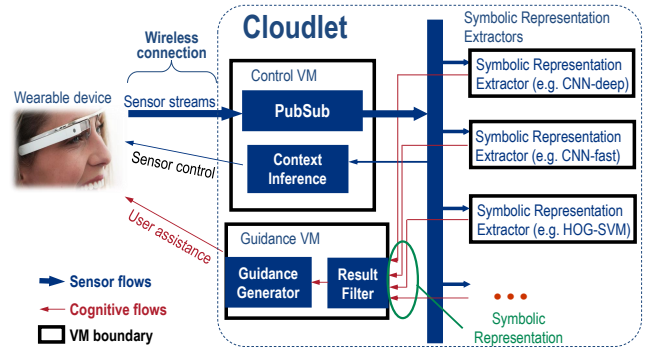 Wireless
connection
Wearable device
Sensor streams
Sensor control
User assistance
Cloudlet
Control VM
PubSub
Context
Inference
Guidance VM
Guidance
Generator
Result
Filter
Symbolic Representation
Extractors
Symbolic Representation
Extractor (e.g. CNN-deep)
Symbolic Representation
Extractor (e.g. CNN-fast)
Symbolic Representation
Extractor (e.g. HOG-SVM)
Symbolic
Representation
Sensor flows
Cognitive flows
VM boundary